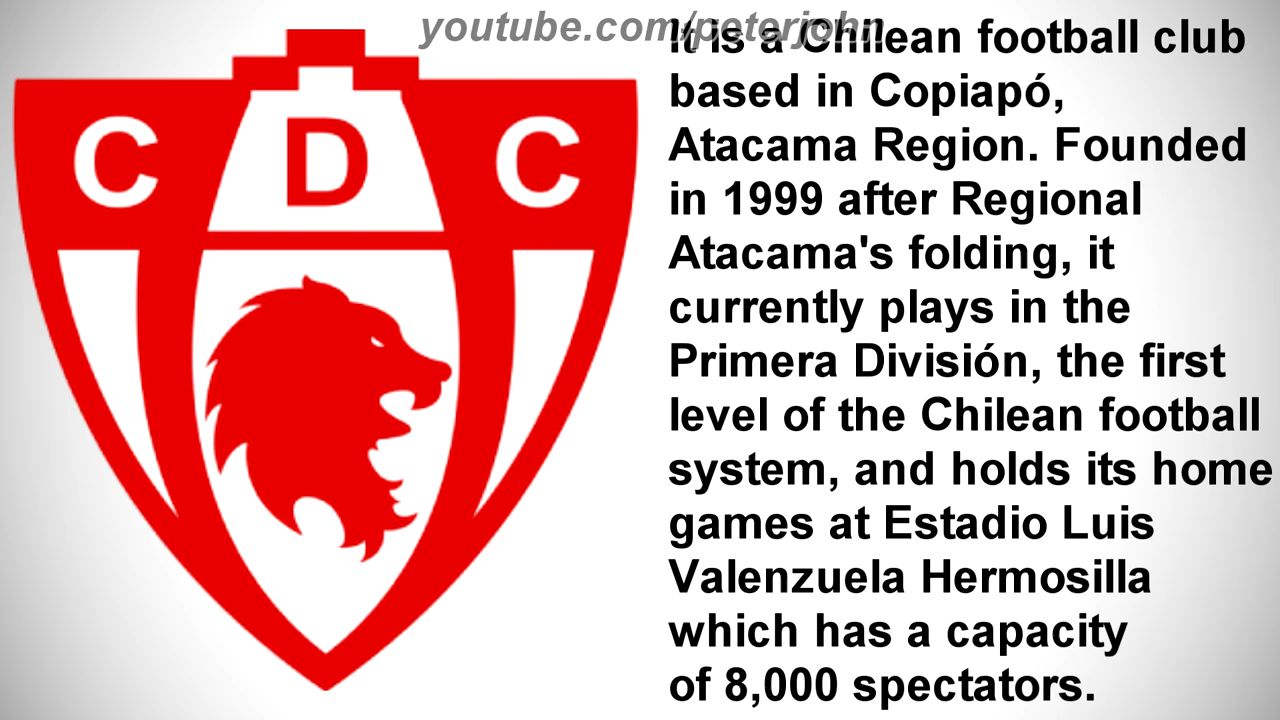 youtube.com/peterjohn
C D C
It is a Chilean football club
based in Copiapó,
Atacama Region. Founded
in 1999 after Regional
Atacama's folding, it
currently plays in the
Primera División, the first
level of the Chilean football
system, and holds its home
games at Estadio Luis
Valenzuela Hermosilla
which has a capacity
of 8,000 spectators.